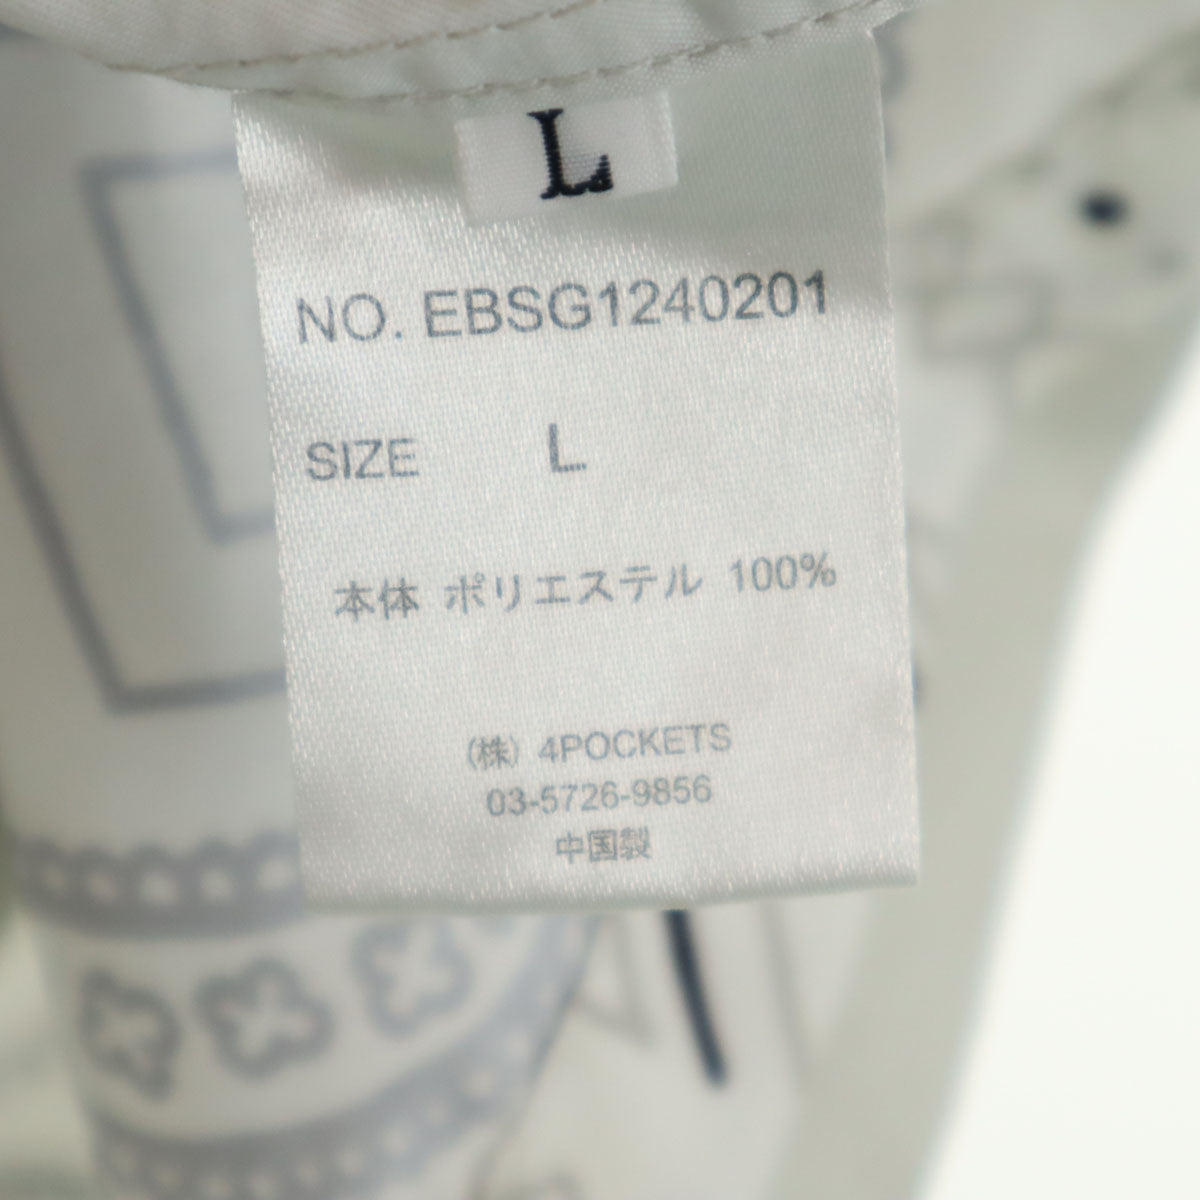 L
NO. EBSG1240201
SIZE L
本体 ポリエステル 100%
(株) 4POCKETS
03-5726-9856
中国製